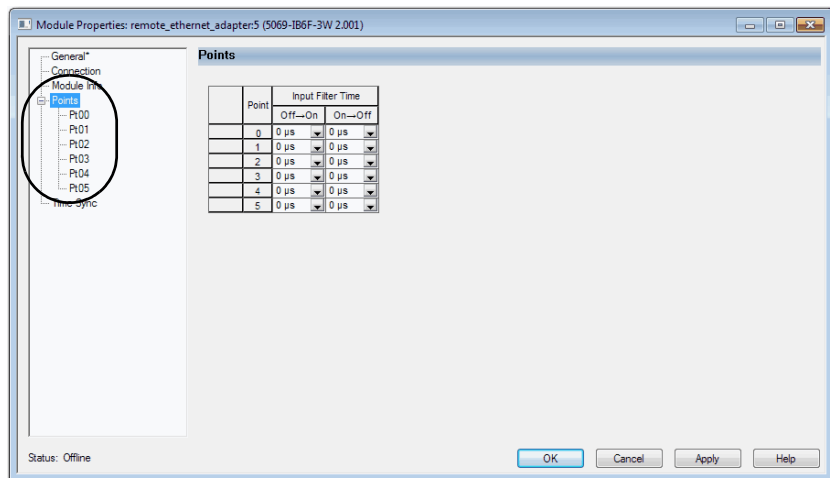 Module Properties: remote_ethernet_adapter:5 (5069-IB6F-3W 2.001)
General*
Connection
Module Info
Points
Pt00
Pt01
Pt02
Pt03
Pt04
Pt05
Time Sync
Points
Point
Input Filter Time
Off→On On→Off
0 0 µs 0 µs
1 0 µs 0 µs
2 0 µs 0 µs
3 0 µs 0 µs
4 0 µs 0 µs
5 0 µs 0 µs
Status: Offline
OK Cancel Apply Help